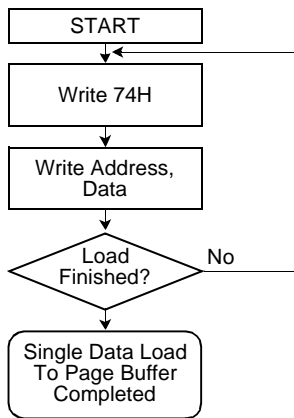 START
Write 74H
Write Address,
Data
Load
Finished?
No
Single Data Load
To Page Buffer
Completed